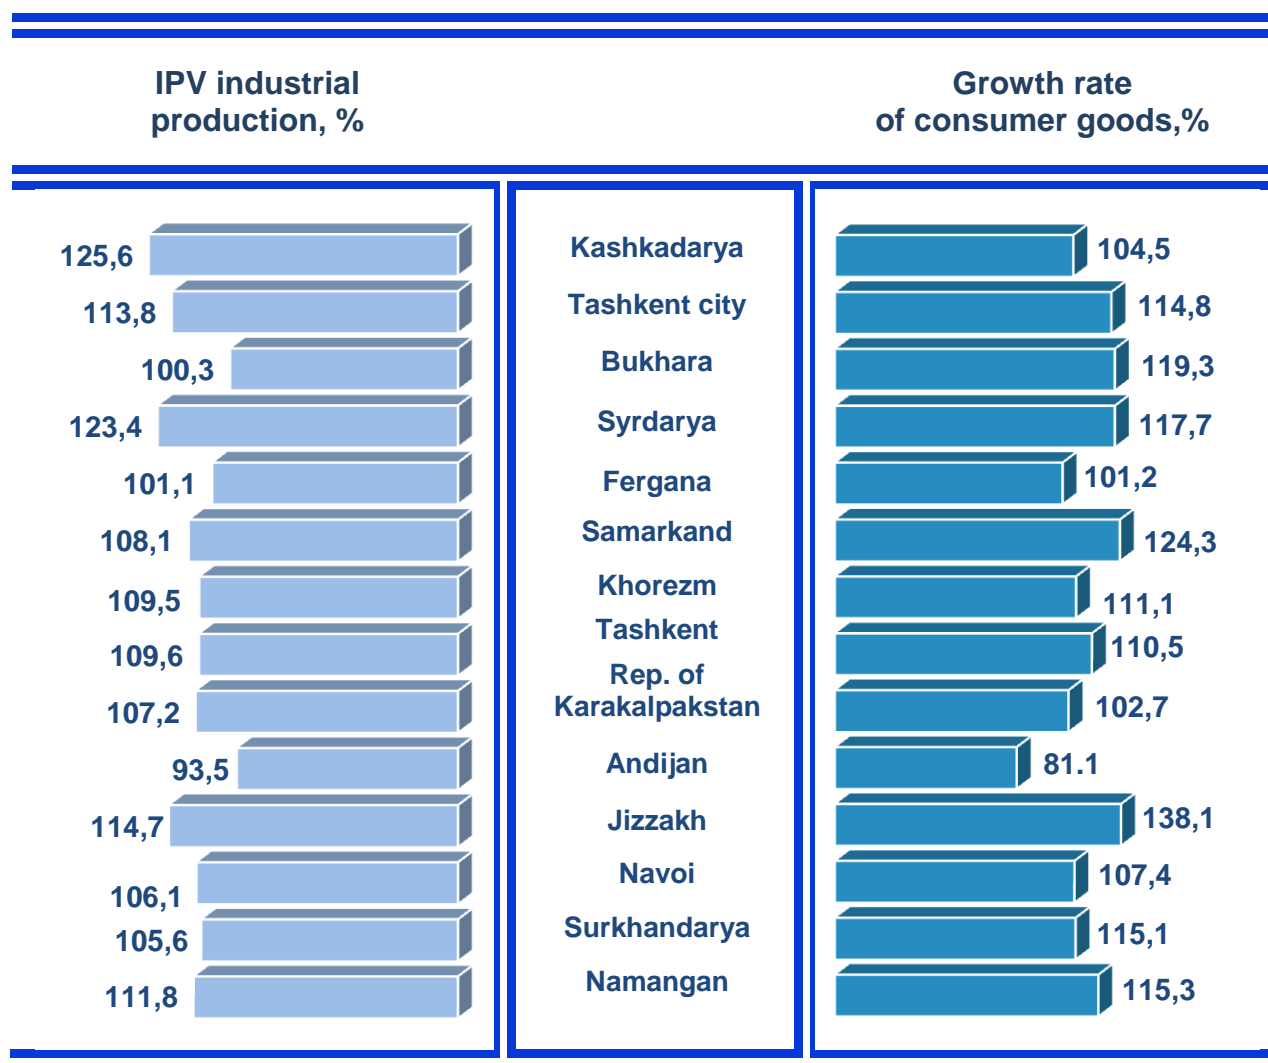 IPV industrial
production, %
Growth rate
of consumer goods,%
125,6
Kashkadarya
104,5
113,8
Tashkent city
114,8
100,3
Bukhara
119,3
123,4
Syrdarya
117,7
101,1
Fergana
101,2
108,1
Samarkand
124,3
109,5
Khorezm
111,1
109,6
Tashkent
110,5
107,2
Rep. of
Karakalpakstan
102,7
93,5
Andijan
81.1
114,7
Jizzakh
138,1
106,1
Navoi
107,4
105,6
Surkhandarya
115,1
111,8
Namangan
115,3